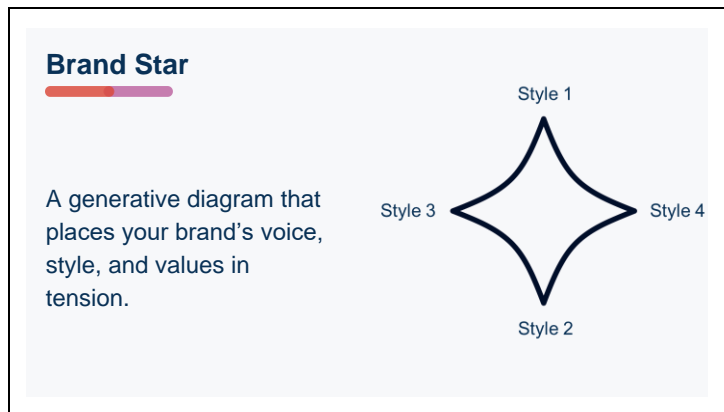 Brand Star
A generative diagram that
places your brand’s voice,
style, and values in
tension.
Style 1
Style 3
Style 4
Style 2